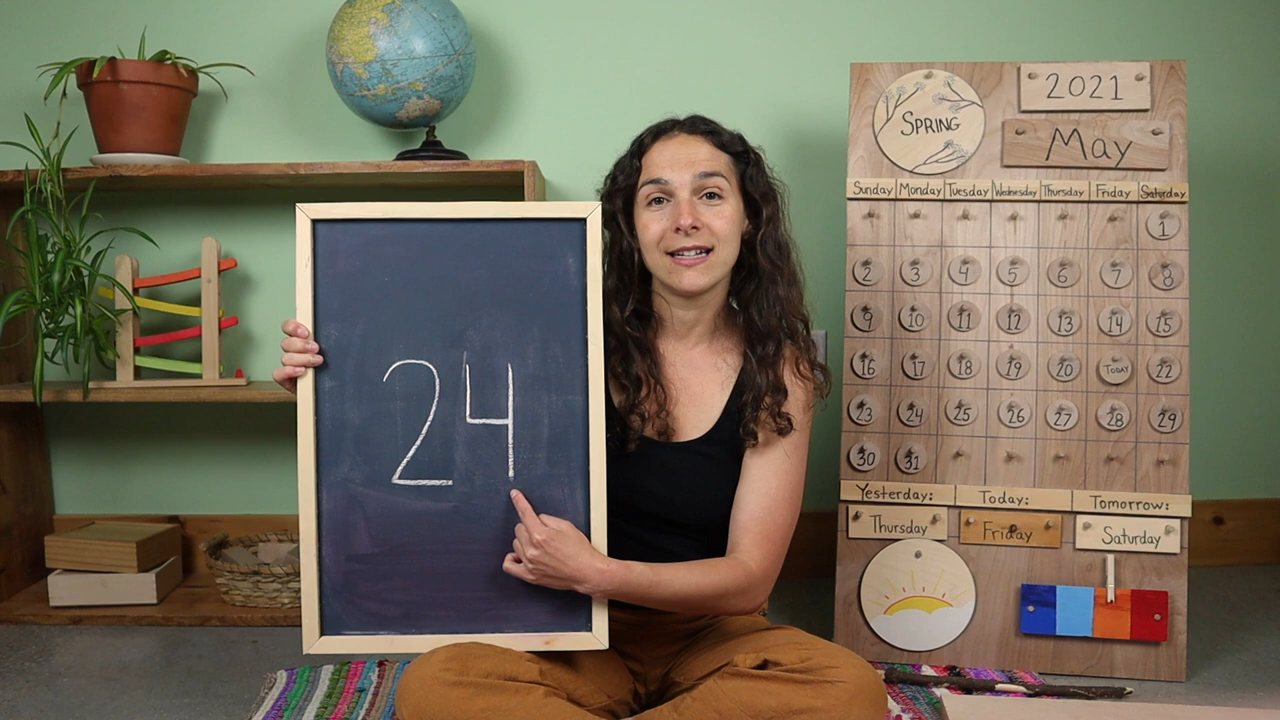 24
SPRING
2021
May
Sunday Monday Tuesday Wednesday Thursday Friday Saturday
1
2 3 4 5 6 7 8
9 10 11 12 13 14 15
16 17 18 19 20 TODAY 22
23 24 25 26 27 28 29
30 31
Yesterday: Today: Tomorrow:
Thursday Friday Saturday